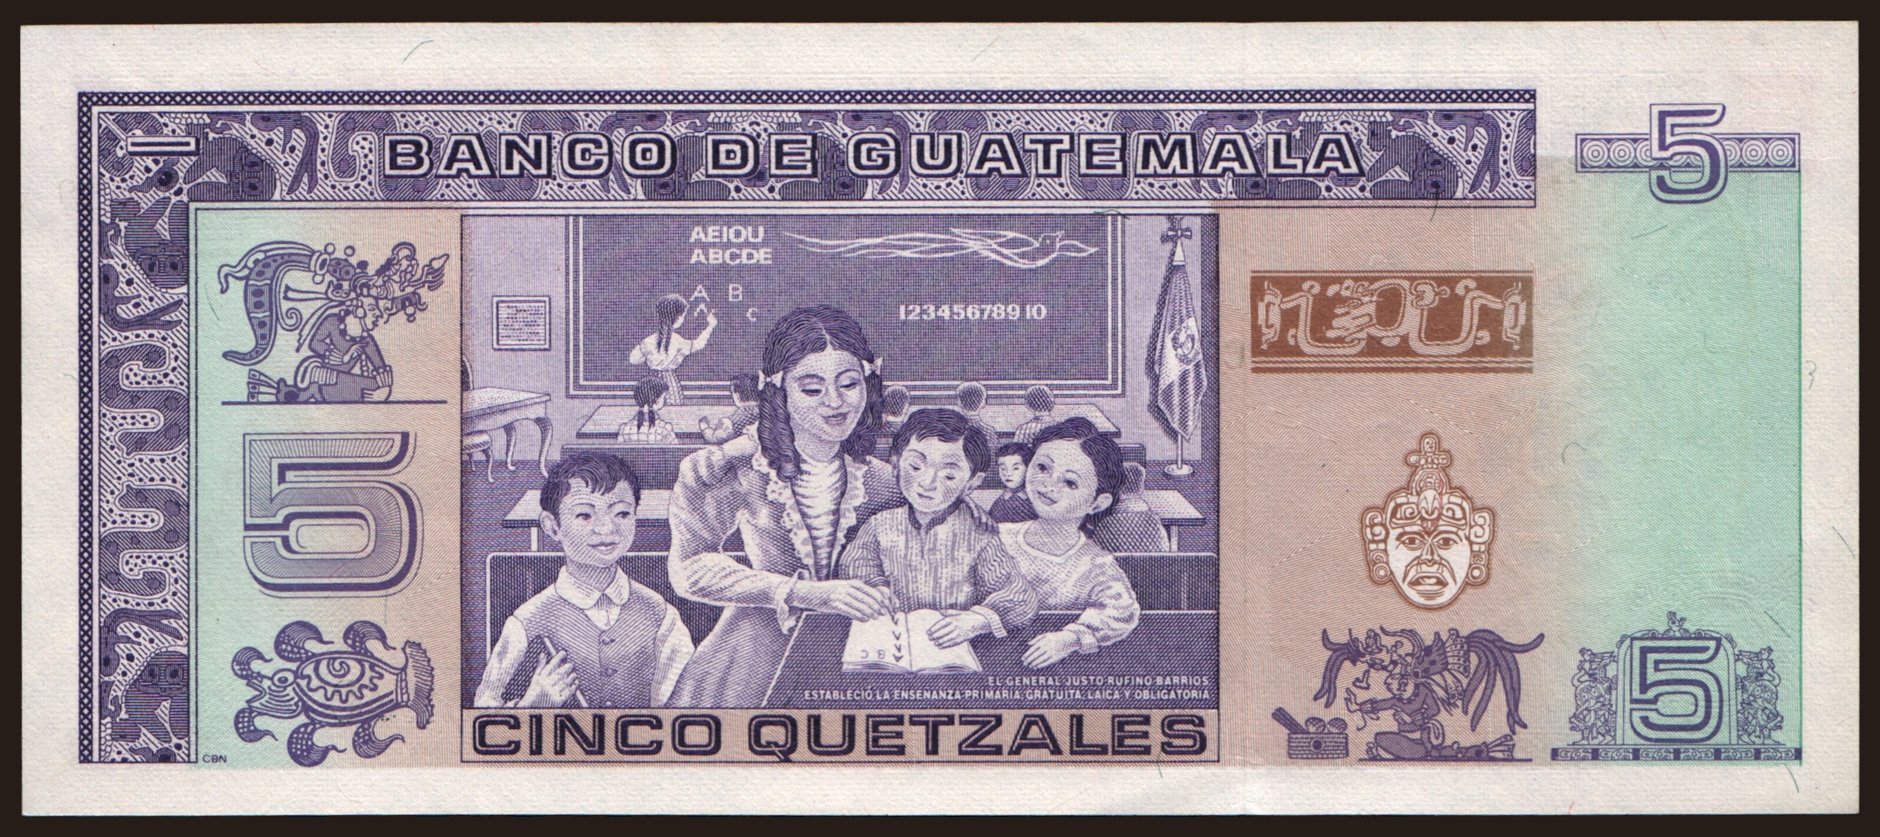 BANCO DE GUATEMALA
5
AEIOU
ABCDE
A B
C
12345678910
5
B C
EL GENERAL JUSTO RUFINO BARRIOS
ESTABLECIO LA ENSENANZA PRIMARIA, GRATUITA, LAICA Y OBLIGATORIA
5
CINCO QUETZALES
CBN